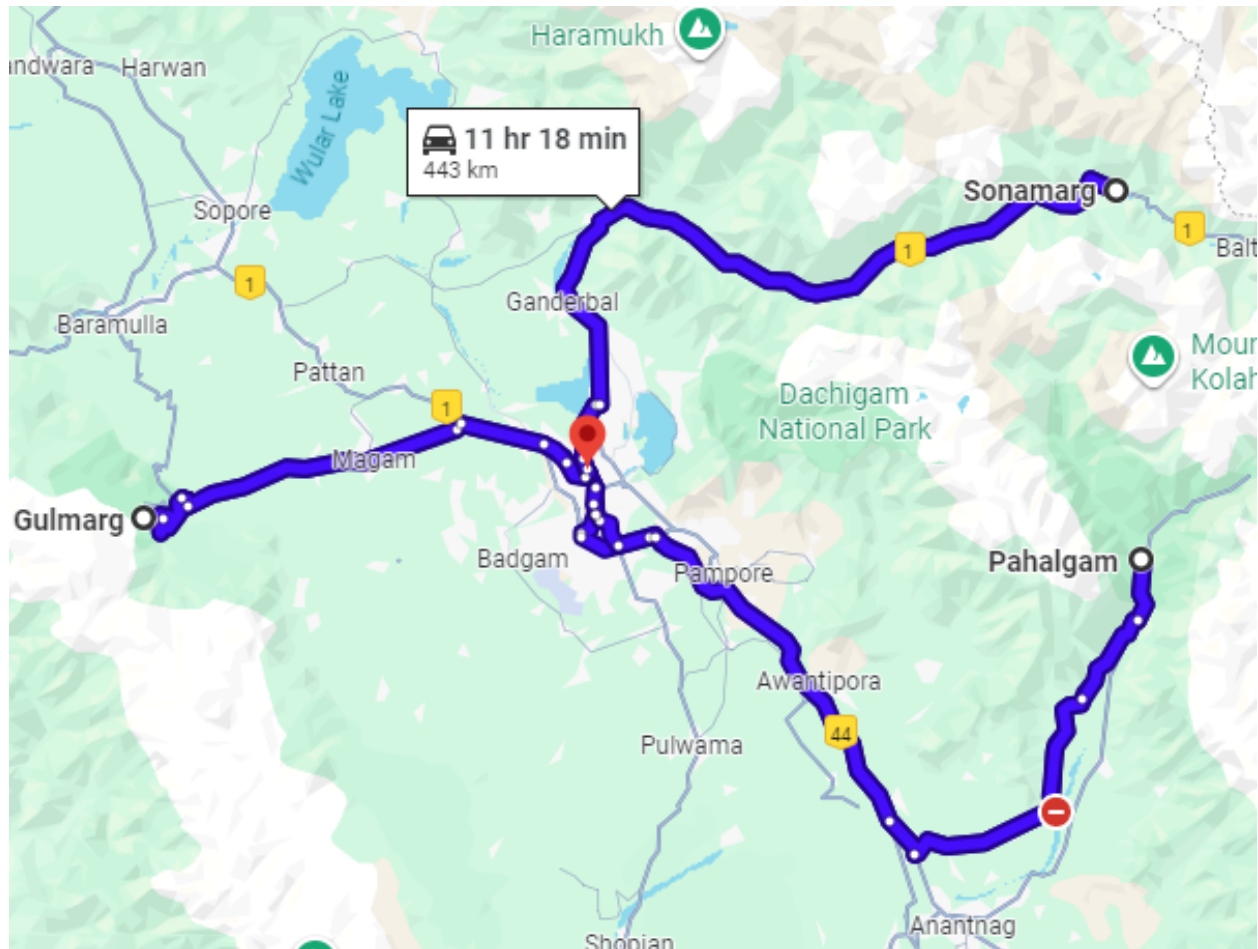 Haramukh
andwara
Harwan
Wular Lake
11 hr 18 min
443 km
Sonamarg
1
Balt
Sopore
1
1
Ganderbal
Baramulla
Pattan
Moun
Kolah
1
Dachigam
National Park
Magam
Gulmarg
Badgam
Pampore
Pahalgam
Awantipora
44
Pulwama
Anantnag
Shopian